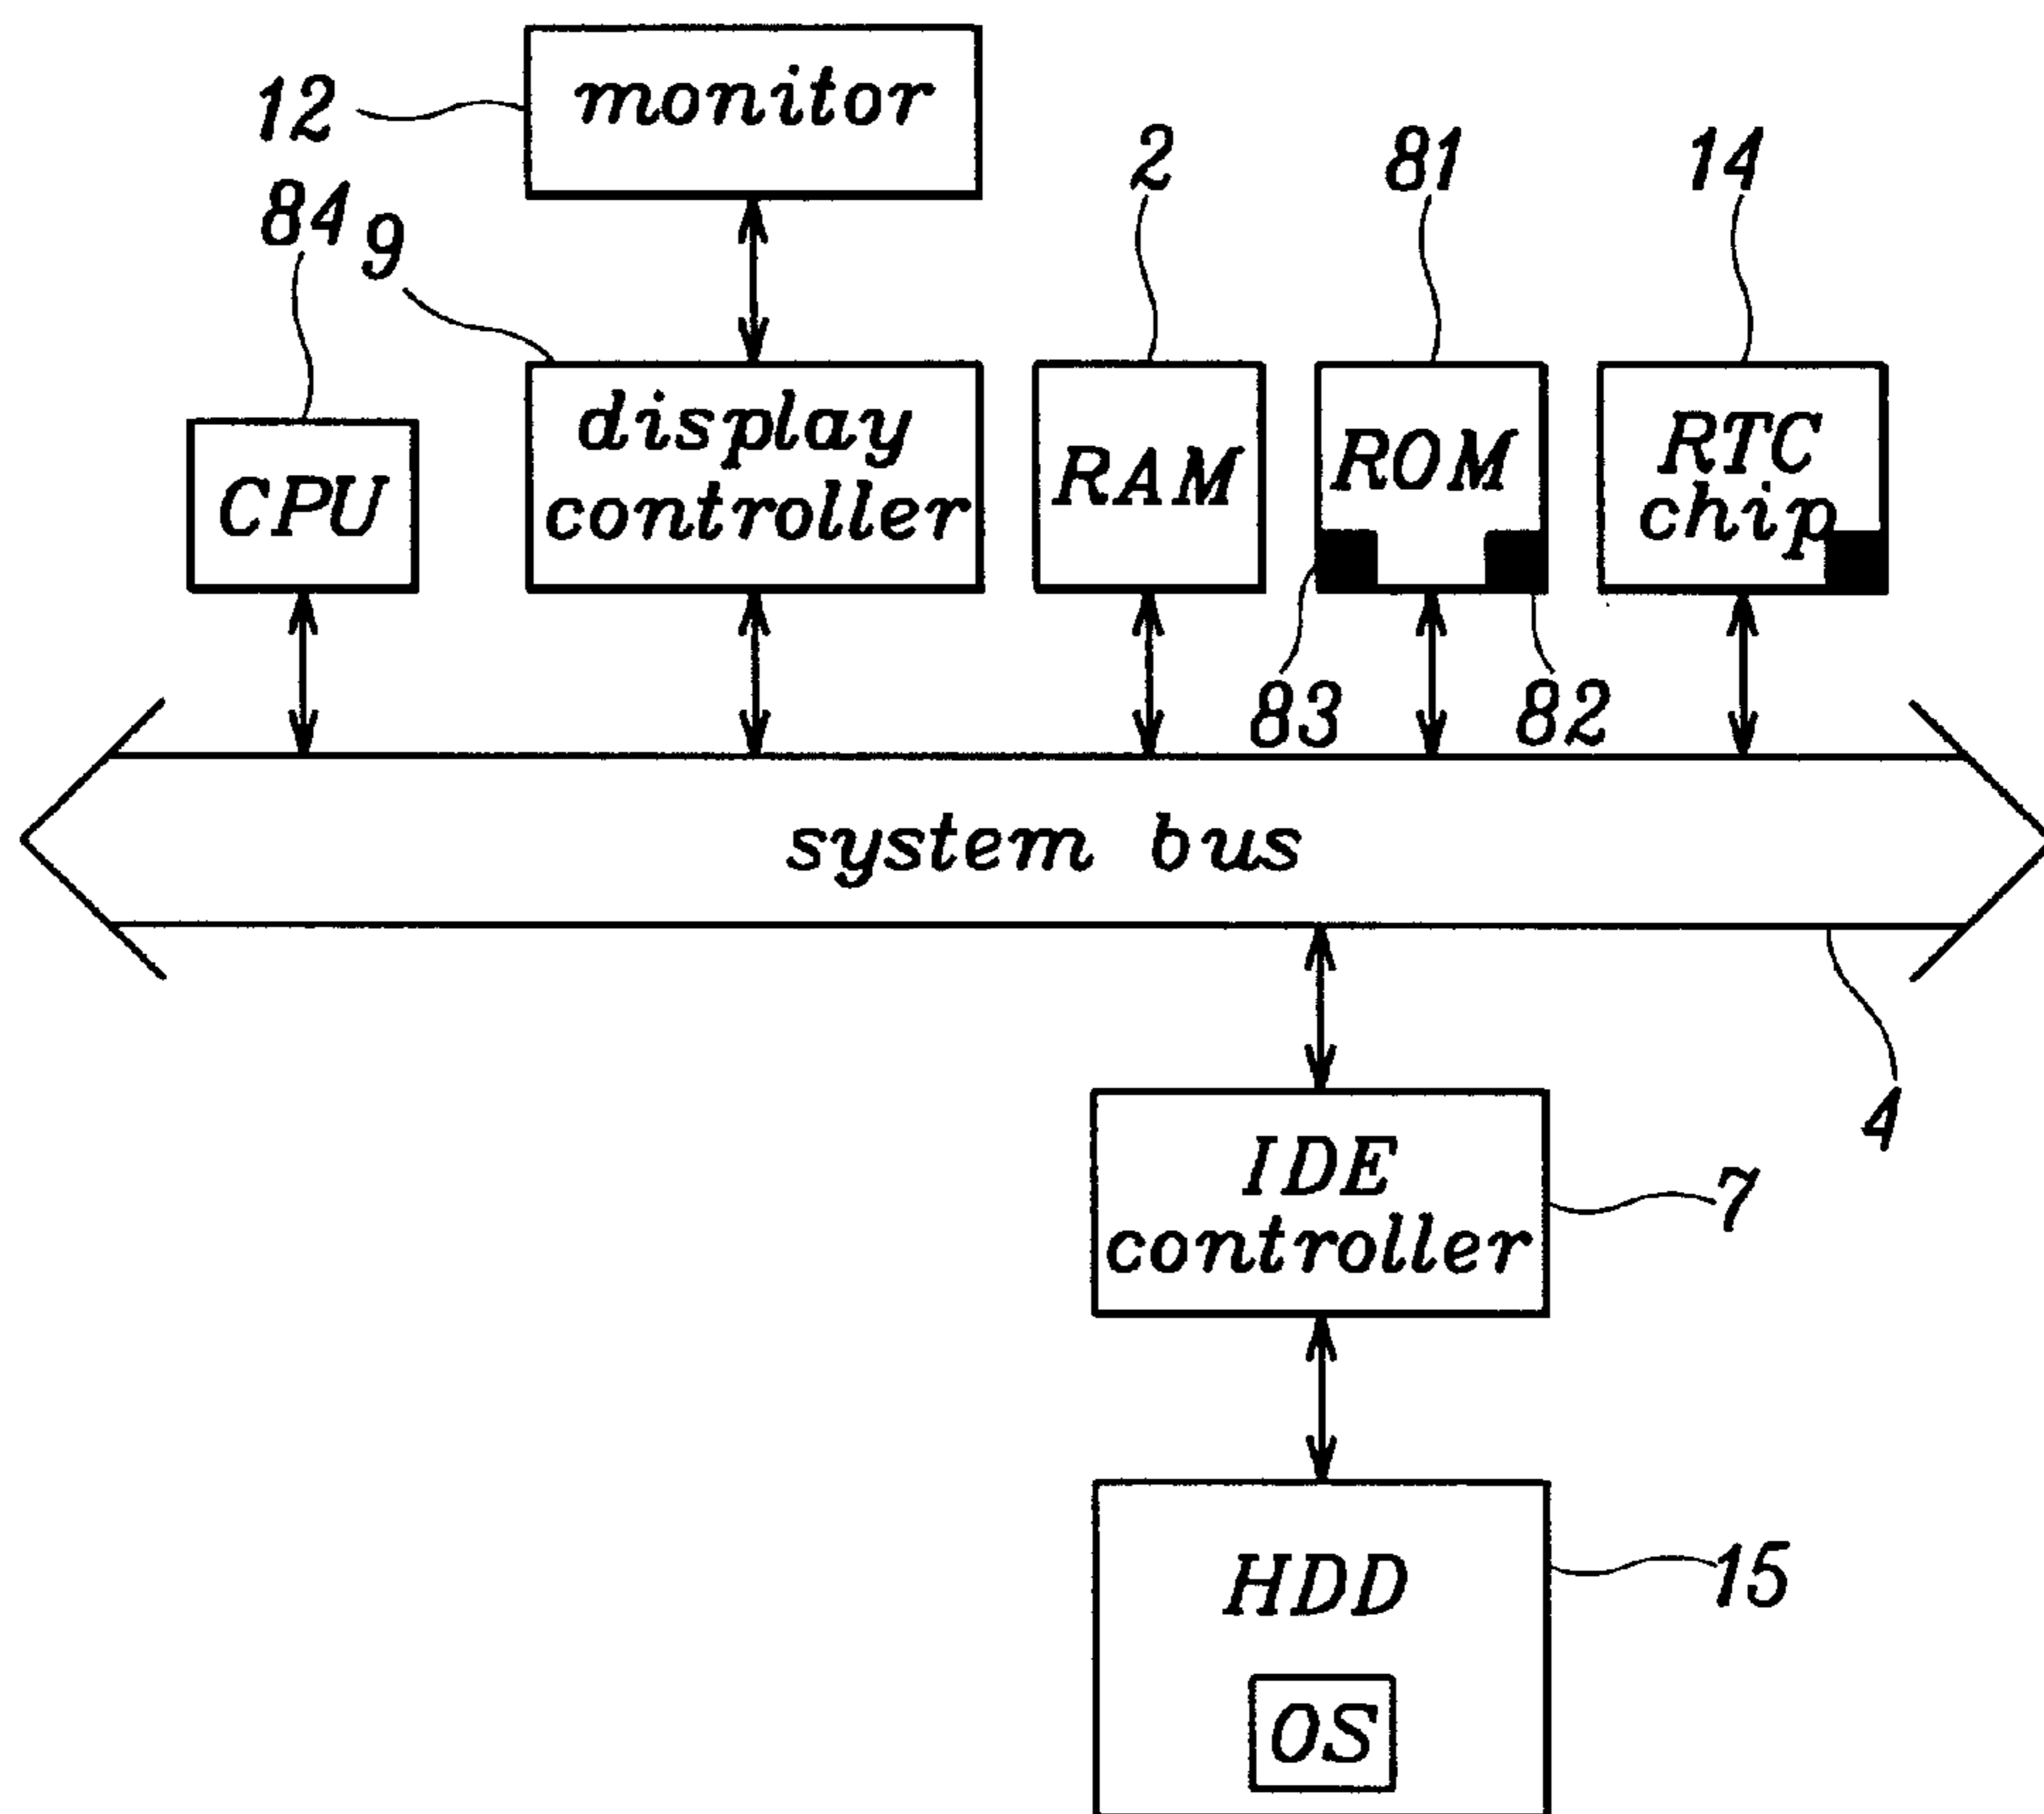 monitor
12
2
81
14
84
9
display
controller
RAM
ROM
RTC
chip
CPU
83
82
system bus
4
IDE
controller
7
HDD
15
OS